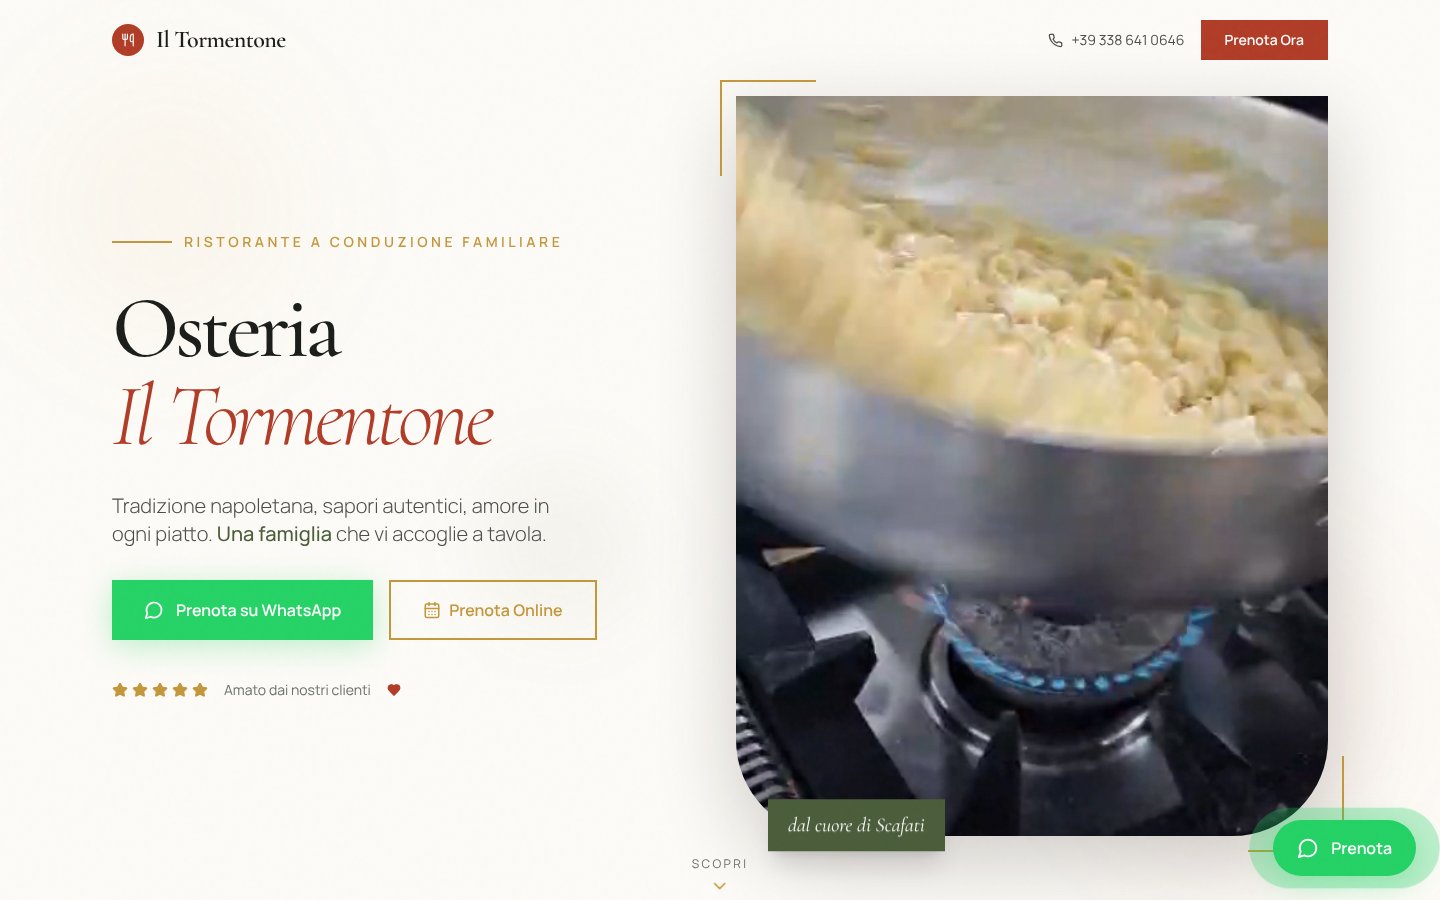 Il Tormentone
+39 338 641 0646
Prenota Ora
RISTORANTE A CONDUZIONE FAMILIARE
Osteria
Il Tormentone
Tradizione napoletana, sapori autentici, amore in
ogni piatto. Una famiglia che vi accoglie a tavola.
Prenota su WhatsApp
Prenota Online
Amato dai nostri clienti
dal cuore di Scafati
SCOPRI
Prenota